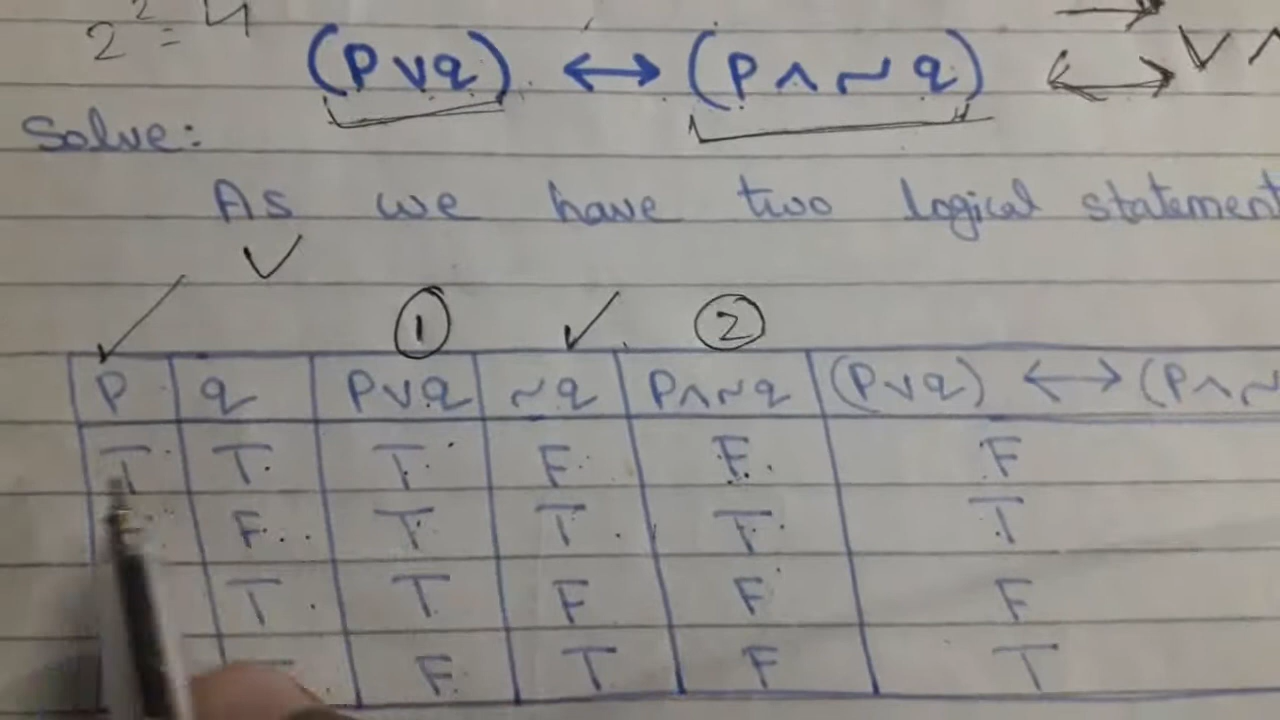 2² = 4
(P∨q) ↔ (P∧~q) → ↔ ∨∧
Solve:
As we have two logical statement
① ②
P q P∨q ~q P∧~q (P∨q) ↔ (P∧~
T T T F F F
F T T T T
T T F F F
F T F T